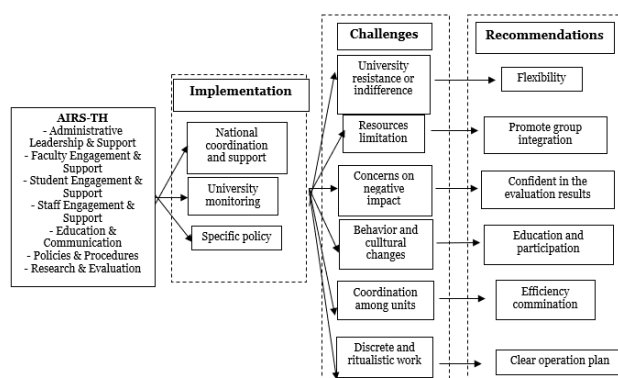 AIRS-TH
- Administrative
Leadership & Support
- Faculty Engagement &
Support
- Student Engagement &
Support
- Staff Engagement &
Support
- Education &
Communication
- Policies & Procedures
- Research & Evaluation
Implementation
National
coordination
and support
University
monitoring
Specific policy
Challenges
University
resistance or
indifference
Resources
limitation
Concerns on
negative
impact
Behavior and
cultural
changes
Coordination
among units
Discrete and
ritualistic work
Recommendations
Flexibility
Promote group
integration
Confident in the
evaluation results
Education and
participation
Efficiency
commination
Clear operation plan